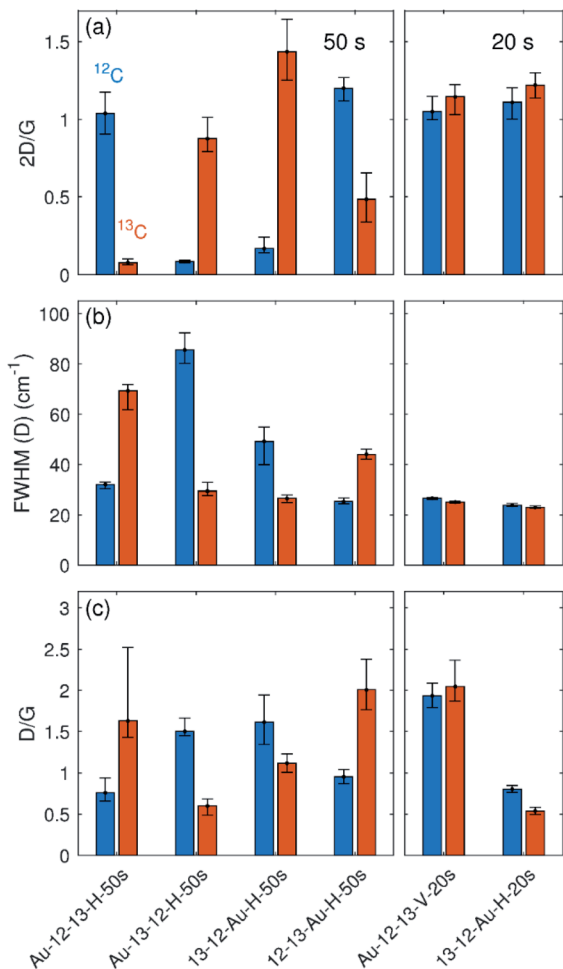 (a)
50 s
20 s
12C
13C
2D/G
1.5
1
0.5
0
(b)
FWHM (D) (cm-1)
100
80
60
40
20
0
(c)
D/G
3
2.5
2
1.5
1
0.5
0
Au-12-13-H-50s
Au-13-12-H-50s
13-12-Au-H-50s
12-13-Au-H-50s
Au-12-13-V-20s
13-12-Au-H-20s